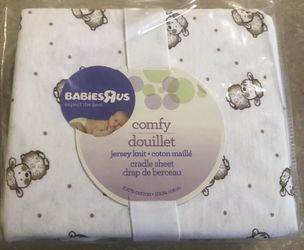 BABIES R US
expect the best
comfy
douillet
jersey knit • coton maillé
cradle sheet
drap de berceau
100% cotton • 100% coton